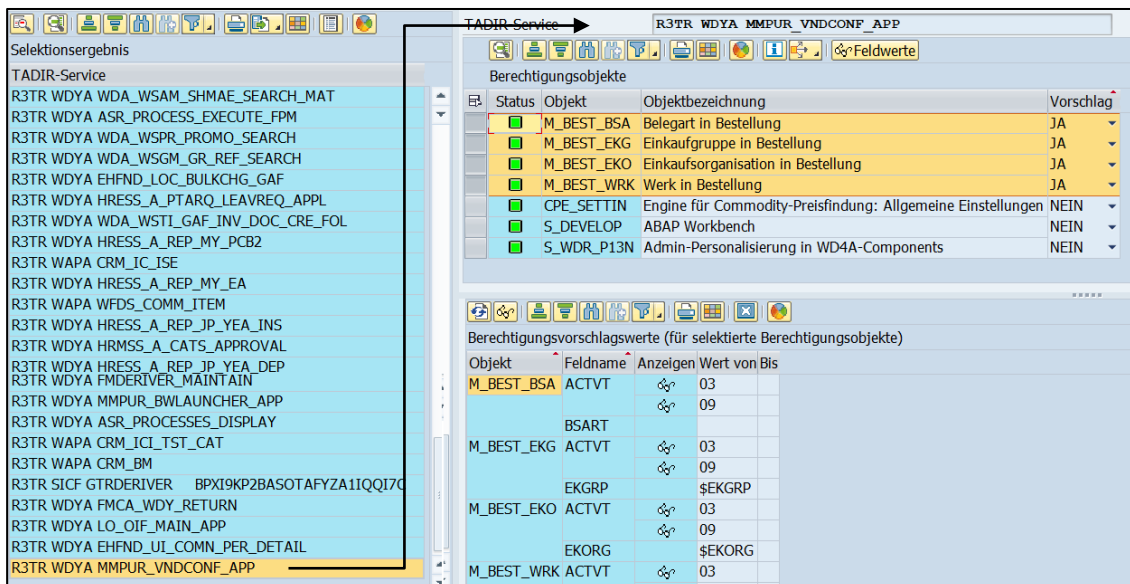 Selektionsergebnis
TADIR-Service
R3TR WDYA WDA_WSAM_SHMAE_SEARCH_MAT
R3TR WDYA ASR_PROCESS_EXECUTE_FPM
R3TR WDYA WDA_WSPR_PROMO_SEARCH
R3TR WDYA WDA_WSGM_GR_REF_SEARCH
R3TR WDYA EHFND_LOC_BULKCHG_GAF
R3TR WDYA HRESS_A_PTARQ_LEAVREQ_APPL
R3TR WDYA WDA_WSTI_GAF_INV_DOC_CRE_FOL
R3TR WDYA HRESS_A_REP_MY_PCB2
R3TR WAPA CRM_IC_ISE
R3TR WDYA HRESS_A_REP_MY_EA
R3TR WAPA WFDS_COMM_ITEM
R3TR WDYA HRESS_A_REP_JP_YEA_INS
R3TR WDYA HRMSS_A_CATS_APPROVAL
R3TR WDYA HRESS_A_REP_JP_YEA_DEP
R3TR WDYA FMDERIVER_MAINTAIN
R3TR WDYA MMPUR_BWLAUNCHER_APP
R3TR WDYA ASR_PROCESSES_DISPLAY
R3TR WAPA CRM_ICI_TST_CAT
R3TR WAPA CRM_BM
R3TR SICF GTRDERIVER BPXI9KP2BASOTAFYZA1IQQI7C
R3TR WDYA FMCA_WDY_RETURN
R3TR WDYA LO_OIF_MAIN_APP
R3TR WDYA EHFND_UI_COMN_PER_DETAIL
R3TR WDYA MMPUR_VNDCONF_APP
TADIR-Service R3TR WDYA MMPUR_VNDCONF_APP
Feldwerte
Berechtigungsobjekte
Status Objekt Objektbezeichnung Vorschlag
M_BEST_BSA Belegart in Bestellung JA
M_BEST_EKG Einkaufgruppe in Bestellung JA
M_BEST_EKO Einkaufsorganisation in Bestellung JA
M_BEST_WRK Werk in Bestellung JA
CPE_SETTIN Engine für Commodity-Preisfindung: Allgemeine Einstellungen NEIN
S_DEVELOP ABAP Workbench NEIN
S_WDR_P13N Admin-Personalisierung in WD4A-Components NEIN
Berechtigungsvorschlagswerte (für selektierte Berechtigungsobjekte)
Objekt Feldname Anzeigen Wert von Bis
M_BEST_BSA ACTVT 03
09
BSART
M_BEST_EKG ACTVT 03
09
EKGRP $EKGRP
M_BEST_EKO ACTVT 03
09
EKORG $EKORG
M_BEST_WRK ACTVT 03